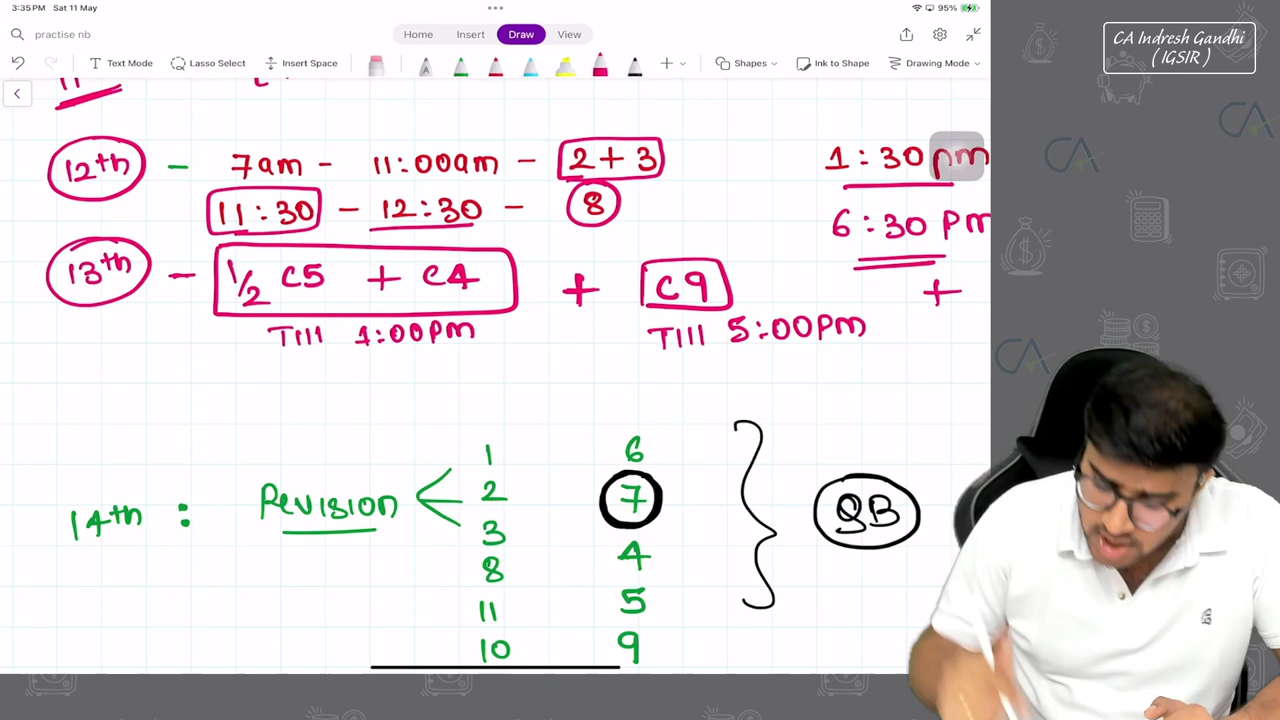 3:35 PM Sat 11 May
95%
practise nb
Home Insert Draw View
Text Mode Lasso Select Insert Space Shapes Ink to Shape Drawing Mode
CA Indresh Gandhi
( IGSIR )
11
12th - 7am - 11:00am - 2 + 3
1:30 pm
11:30 - 12:30 - 8
6:30 Pm
13th - 1/2 C5 + C4 + C9 +
Till 1:00pm Till 5:00pm
14th : Revision
1 6
2 7
3 4
8 5
11 9
10